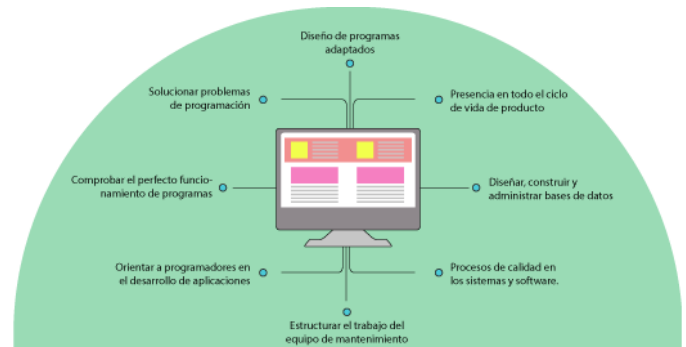 Diseño de programas
adaptados
Solucionar problemas
de programación
Presencia en todo el ciclo
de vida de producto
Comprobar el perfecto funcio-
namiento de programas
Diseñar, construir y
administrar bases de datos
Orientar a programadores en
el desarrollo de aplicaciones
Procesos de calidad en
los sistemas y software.
Estructurar el trabajo del
equipo de mantenimiento